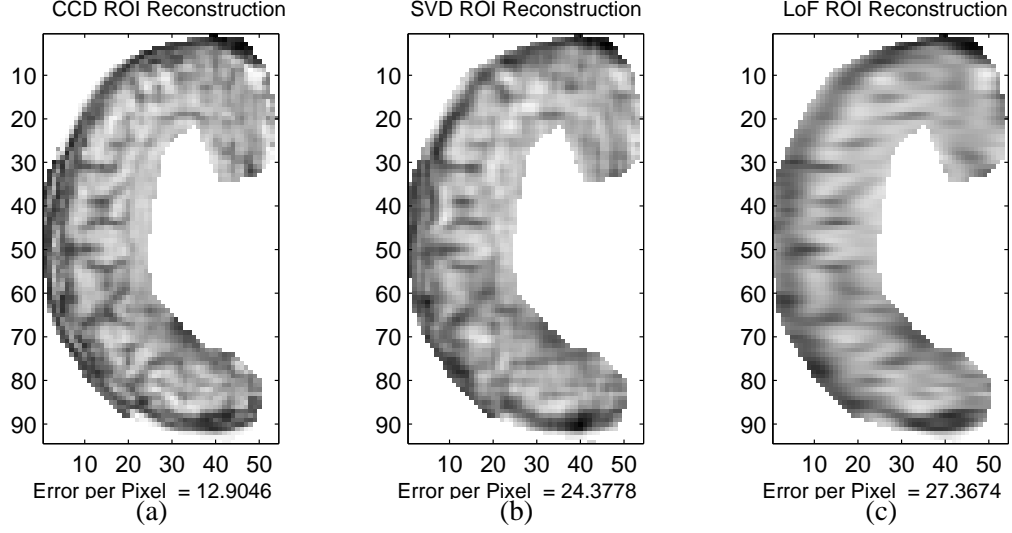 CCD ROI Reconstruction
10
20
30
40
50
60
70
80
90
10 20 30 40 50
Error per Pixel = 12.9046
(a)
SVD ROI Reconstruction
10
20
30
40
50
60
70
80
90
10 20 30 40 50
Error per Pixel = 24.3778
(b)
LoF ROI Reconstruction
10
20
30
40
50
60
70
80
90
10 20 30 40 50
Error per Pixel = 27.3674
(c)